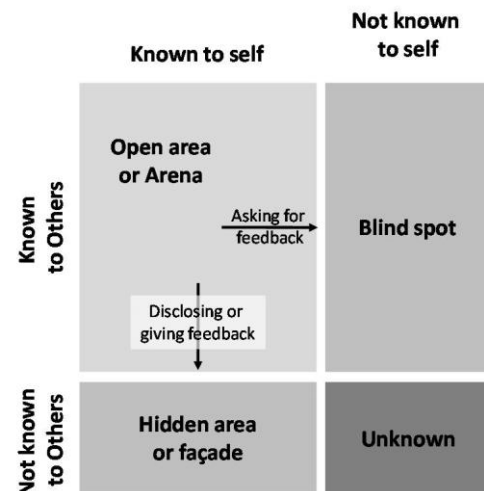 Known to self
Not known
to self
Known
to Others
Open area
or Arena
Asking for
feedback
Blind spot
Disclosing or
giving feedback
Not known
to Others
Hidden area
or façade
Unknown